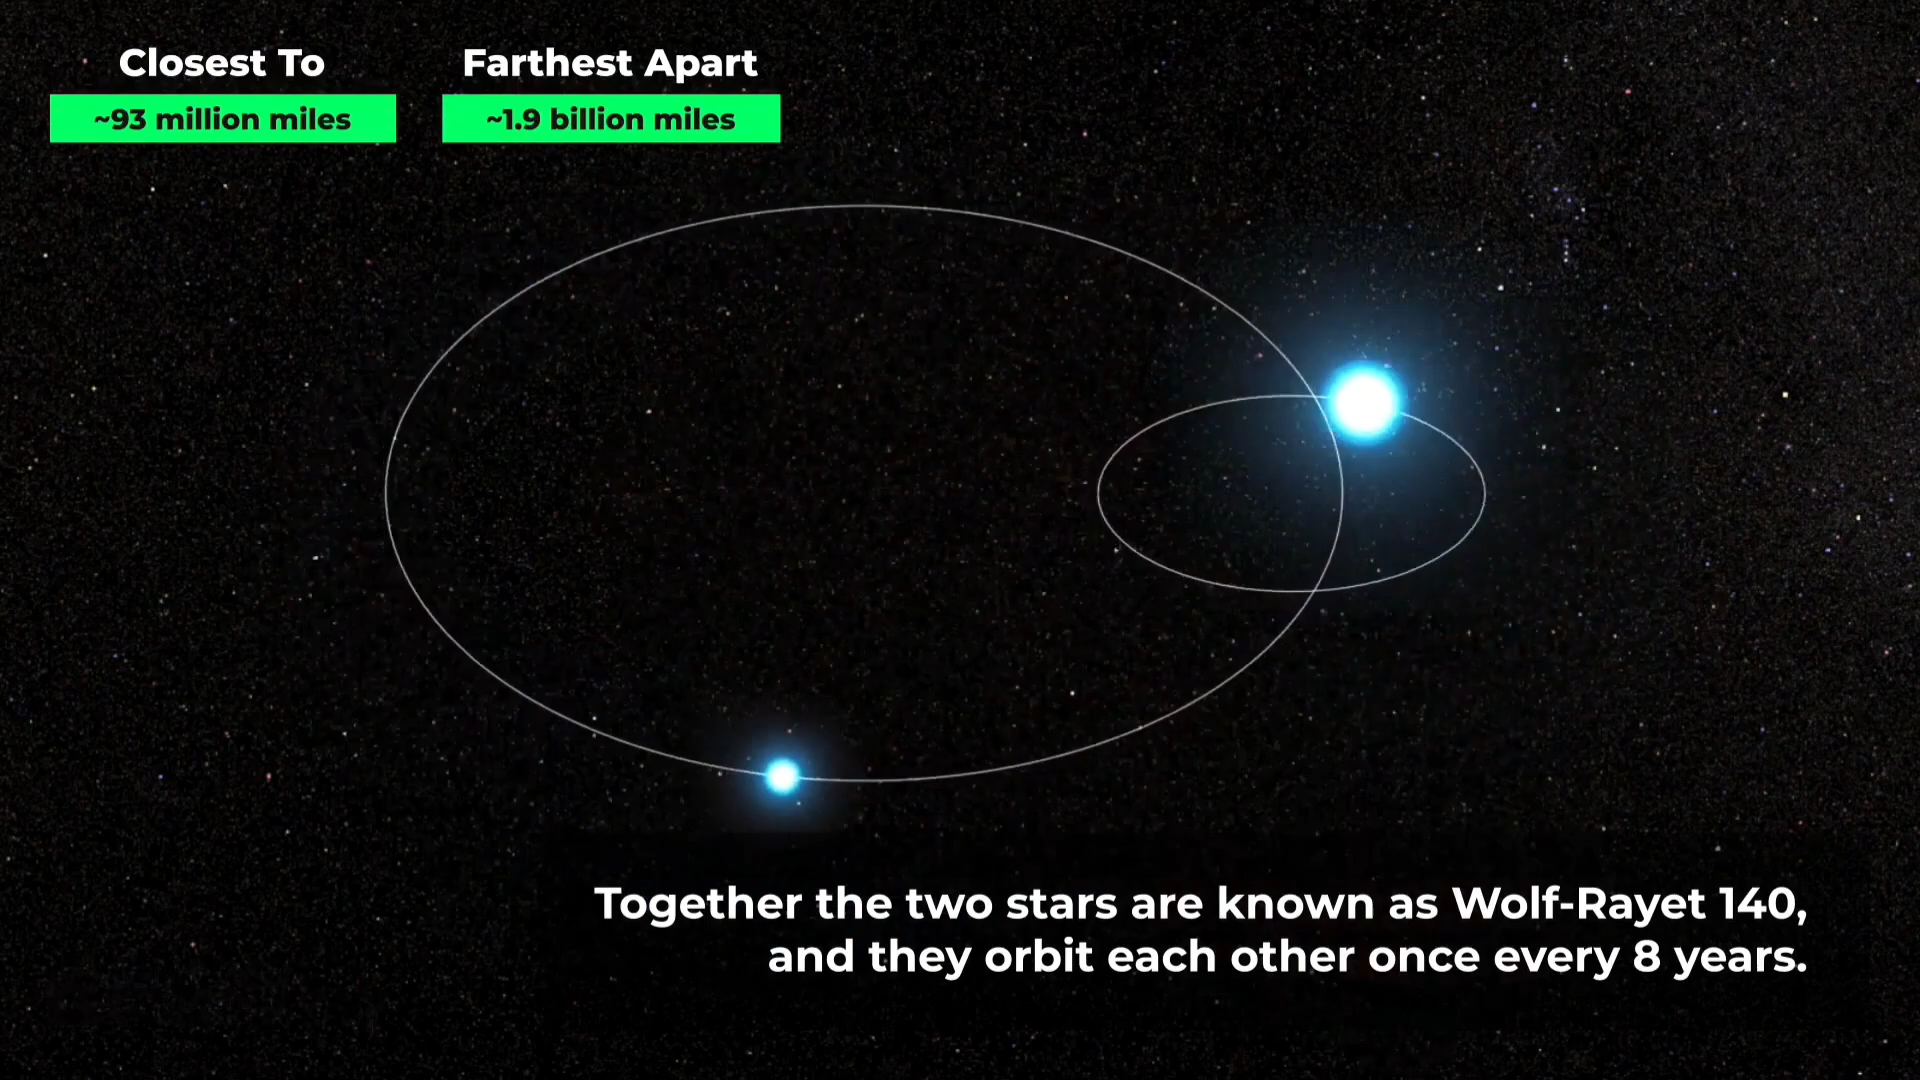 Closest To
~93 million miles
Farthest Apart
~1.9 billion miles
Together the two stars are known as Wolf-Rayet 140,
and they orbit each other once every 8 years.